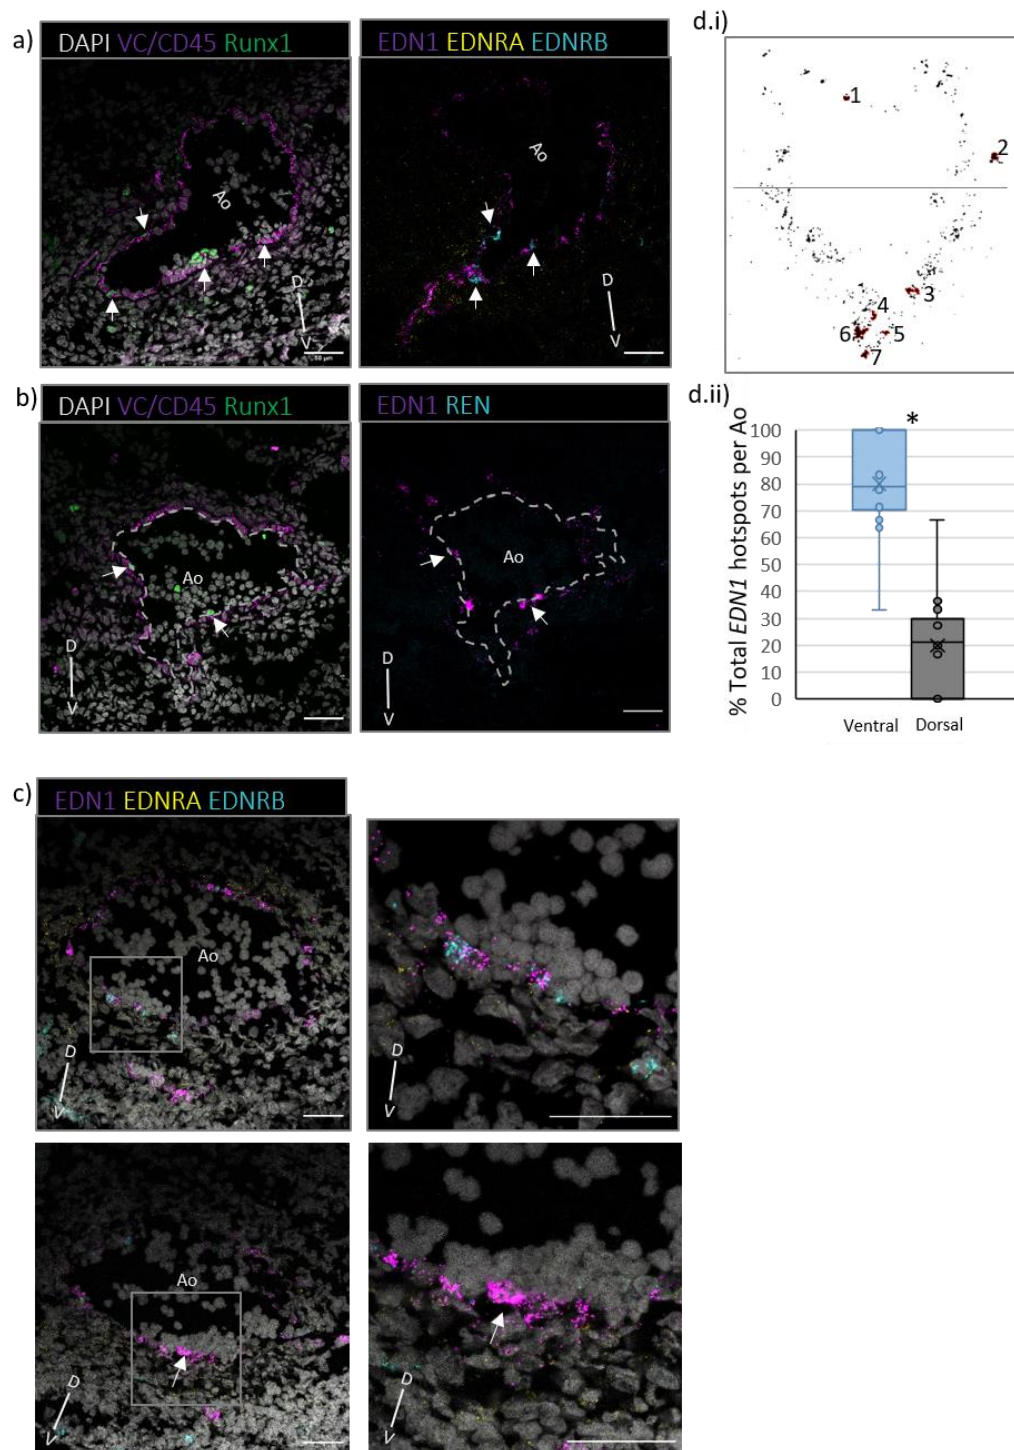 a)
DAPI VC/CD45 Runx1
Ao
D
V
50 µm
EDN1 EDNRA EDNRB
Ao
D
V
b)
DAPI VC/CD45 Runx1
Ao
D
V
EDN1 REN
Ao
D
V
c)
EDN1 EDNRA EDNRB
Ao
D
V
D
V
Ao
D
V
D
V
d.i)
1
2
3
4
5
6
7
d.ii)
% Total EDN1 hotspots per Ao
*
100
90
80
70
60
50
40
30
20
10
0
Ventral Dorsal